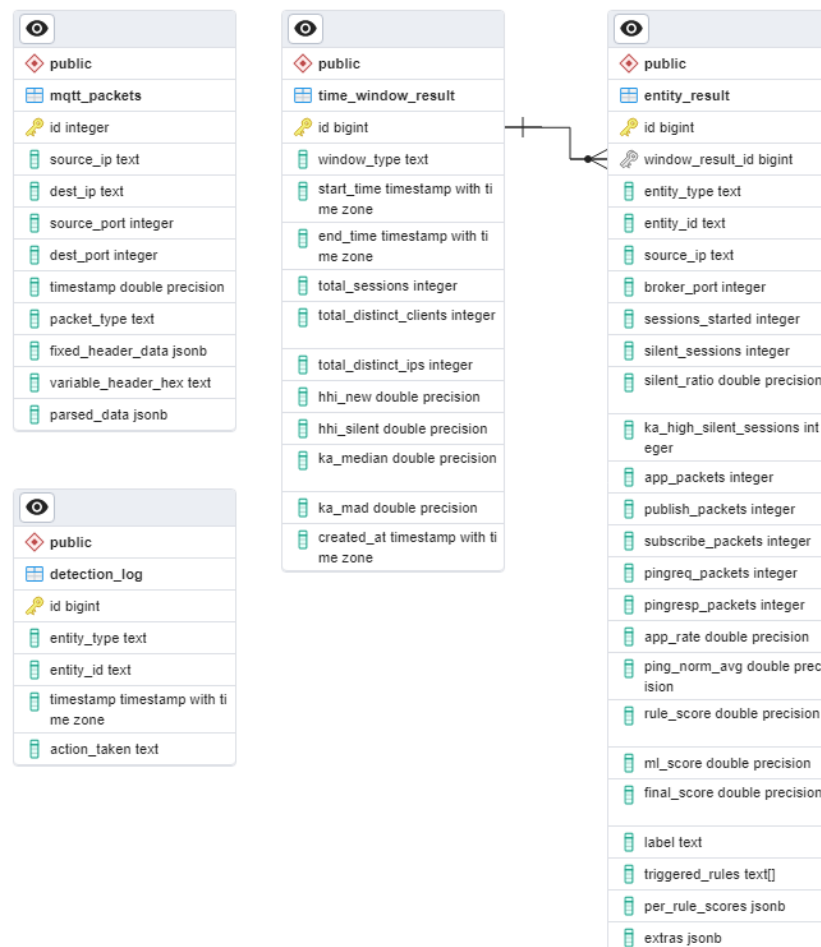 public
mqtt_packets
id integer
source_ip text
dest_ip text
source_port integer
dest_port integer
timestamp double precision
packet_type text
fixed_header_data jsonb
variable_header_hex text
parsed_data jsonb
public
detection_log
id bigint
entity_type text
entity_id text
timestamp timestamp with ti
me zone
action_taken text
public
time_window_result
id bigint
window_type text
start_time timestamp with ti
me zone
end_time timestamp with ti
me zone
total_sessions integer
total_distinct_clients integer
total_distinct_ips integer
hhi_new double precision
hhi_silent double precision
ka_median double precision
ka_mad double precision
created_at timestamp with ti
me zone
public
entity_result
id bigint
window_result_id bigint
entity_type text
entity_id text
source_ip text
broker_port integer
sessions_started integer
silent_sessions integer
silent_ratio double precision
ka_high_silent_sessions int
eger
app_packets integer
publish_packets integer
subscribe_packets integer
pingreq_packets integer
pingresp_packets integer
app_rate double precision
ping_norm_avg double prec
ision
rule_score double precision
ml_score double precision
final_score double precision
label text
triggered_rules text[]
per_rule_scores jsonb
extras jsonb